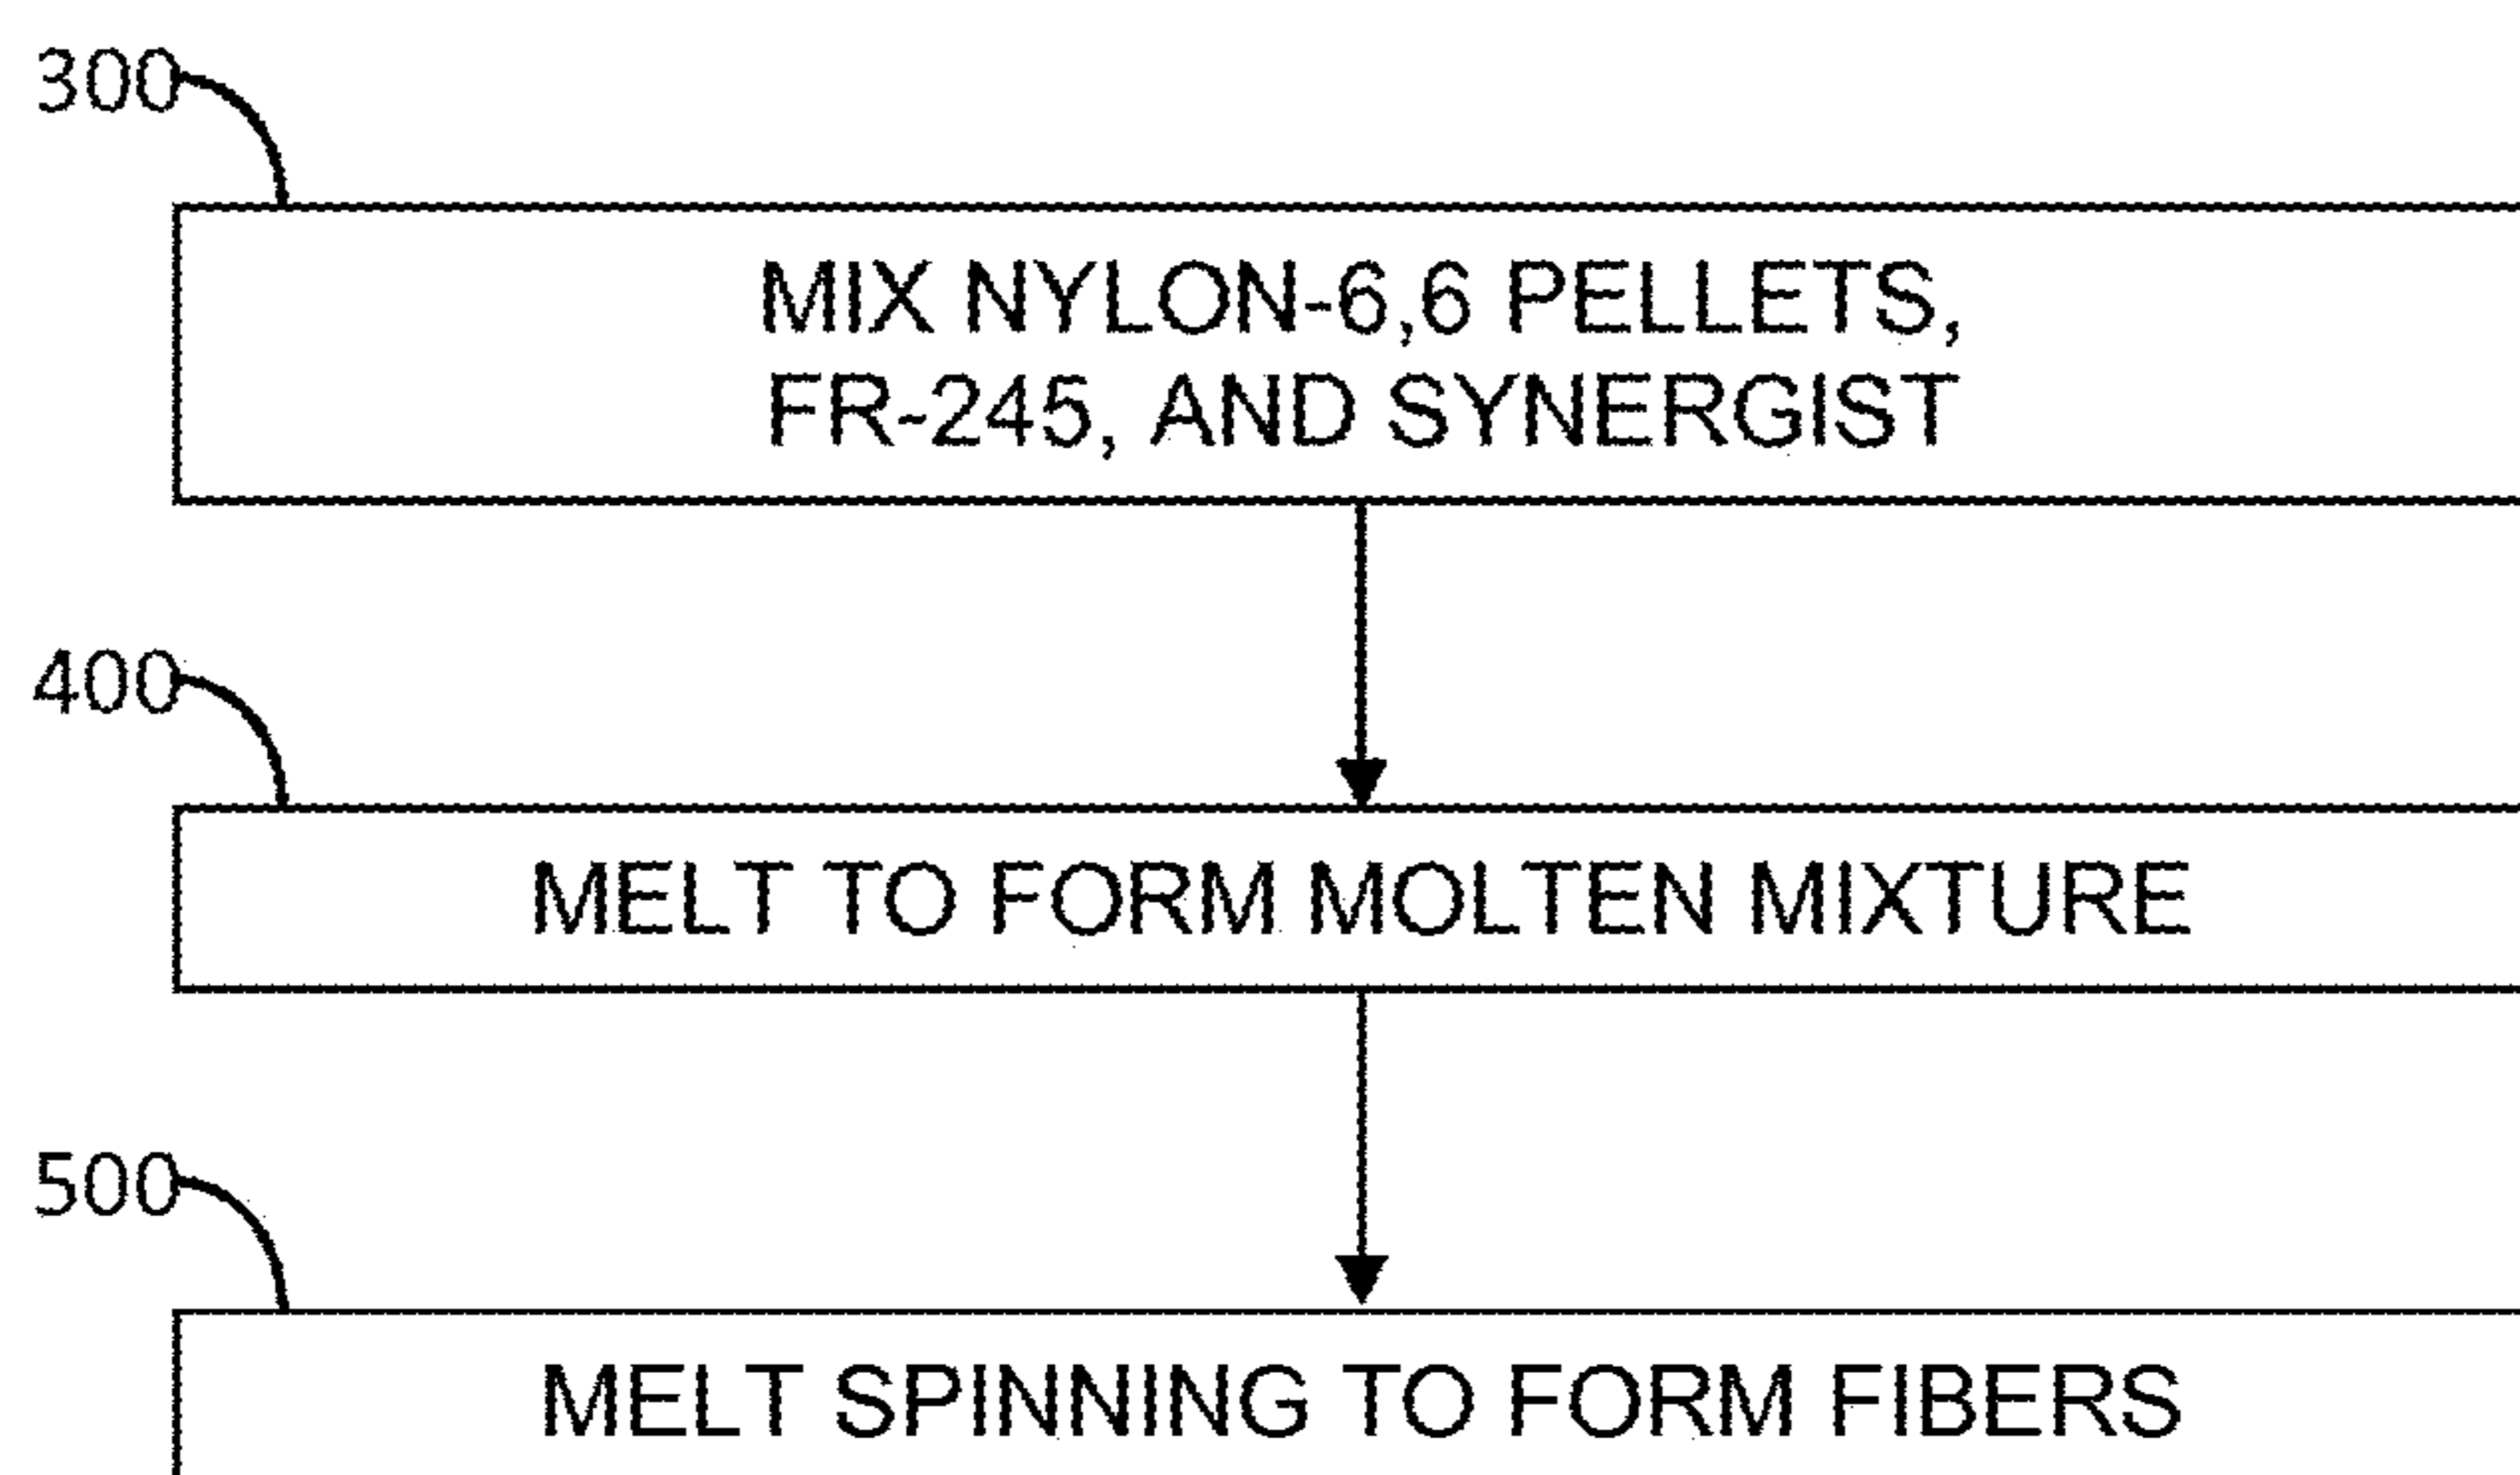 300
MIX NYLON-6,6 PELLETS,
FR-245, AND SYNERGIST
400
MELT TO FORM MOLTEN MIXTURE
500
MELT SPINNING TO FORM FIBERS